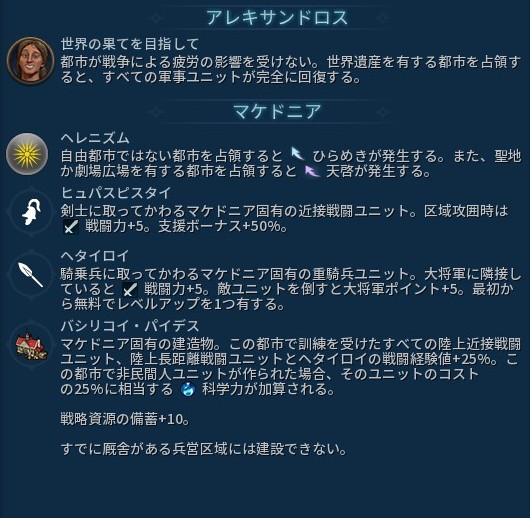 アレキサンドロス
世界の果てを目指して
都市が戦争による疲労の影響を受けない。世界遺産を有する都市を占領す
ると、すべての軍事ユニットが完全に回復する。
マケドニア
ヘレニズム
自由都市ではない都市を占領すると ひらめきが発生する。また、聖地
か劇場広場を有する都市を占領すると 天啓が発生する。
ヒュパスピスタイ
剣士に取ってかわるマケドニア固有の近接戦闘ユニット。区域攻囲時は
戦闘力+5。支援ボーナス+50%。
ヘタイロイ
騎乗兵に取ってかわるマケドニア固有の重騎兵ユニット。大将軍に隣接し
ていると 戦闘力+5。敵ユニットを倒すと大将軍ポイント+5。最初か
ら無料でレベルアップを1つ有する。
バシリコイ・パイデス
マケドニア固有の建造物。この都市で訓練を受けたすべての陸上近接戦闘
ユニット、陸上長距離戦闘ユニットとヘタイロイの戦闘経験値+25%。こ
の都市で非民間人ユニットが作られた場合、そのユニットのコスト
の25%に相当する 科学力が加算される。
戦略資源の備蓄+10。
すでに厩舎がある兵営区域には建設できない。